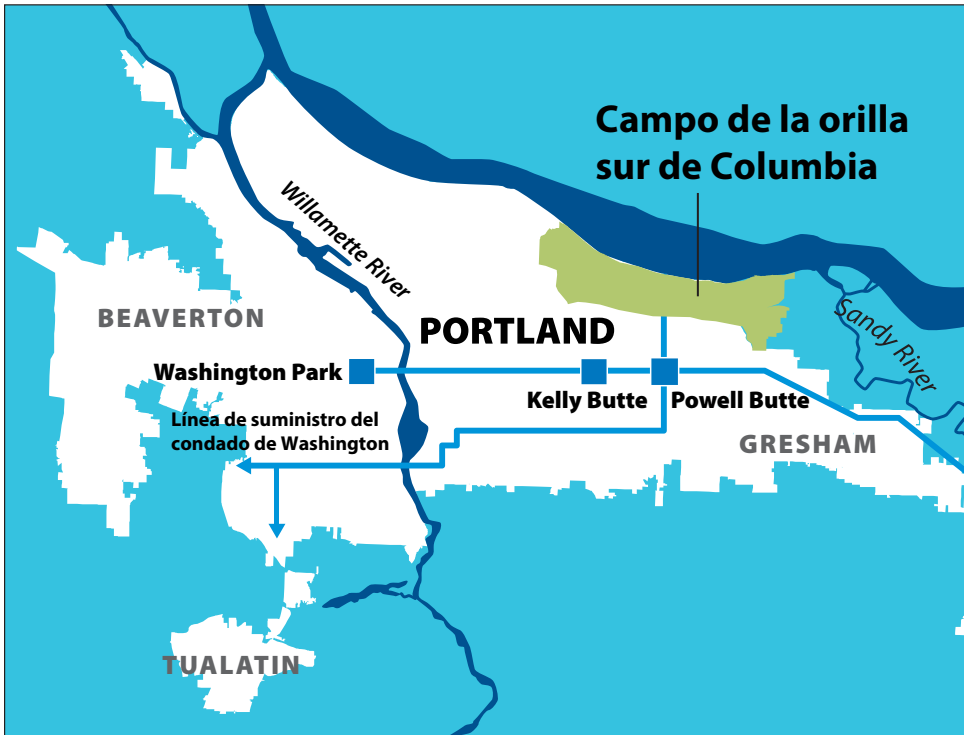 Campo de la orilla
sur de Columbia
Willamette River
Sandy River
BEAVERTON
PORTLAND
Washington Park
Kelly Butte
Powell Butte
Línea de suministro del
condado de Washington
GRESHAM
TUALATIN